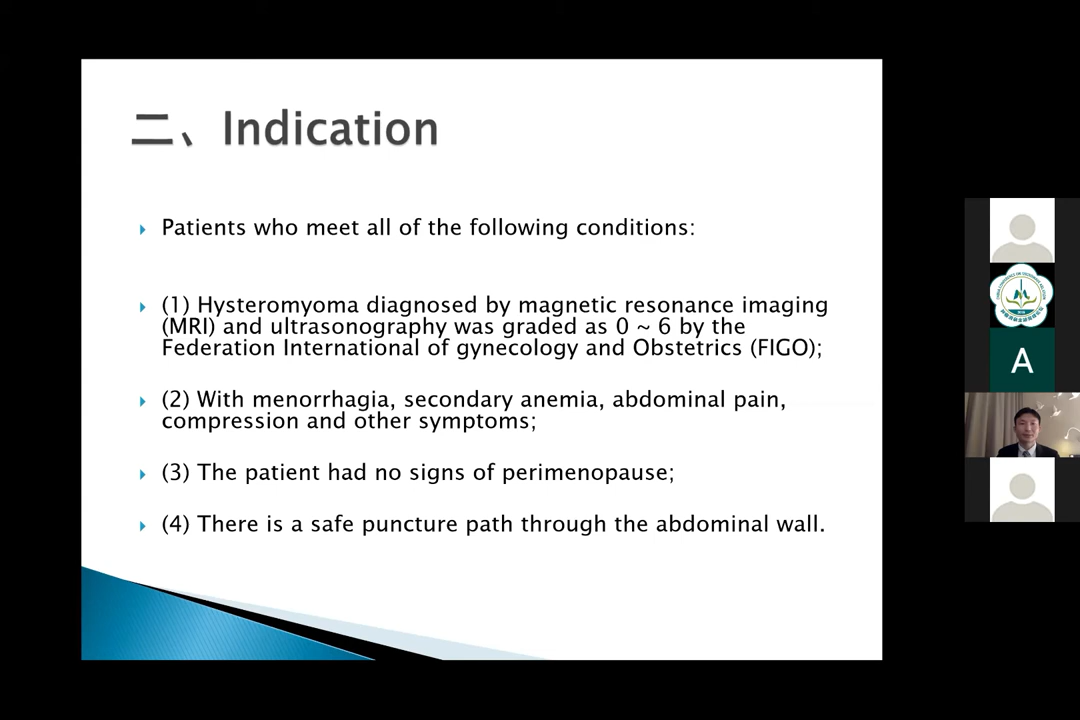 二、Indication
Patients who meet all of the following conditions:
(1) Hysteromyoma diagnosed by magnetic resonance imaging
(MRI) and ultrasonography was graded as 0 ~ 6 by the
Federation International of gynecology and Obstetrics (FIGO);
(2) With menorrhagia, secondary anemia, abdominal pain,
compression and other symptoms;
(3) The patient had no signs of perimenopause;
(4) There is a safe puncture path through the abdominal wall.
A